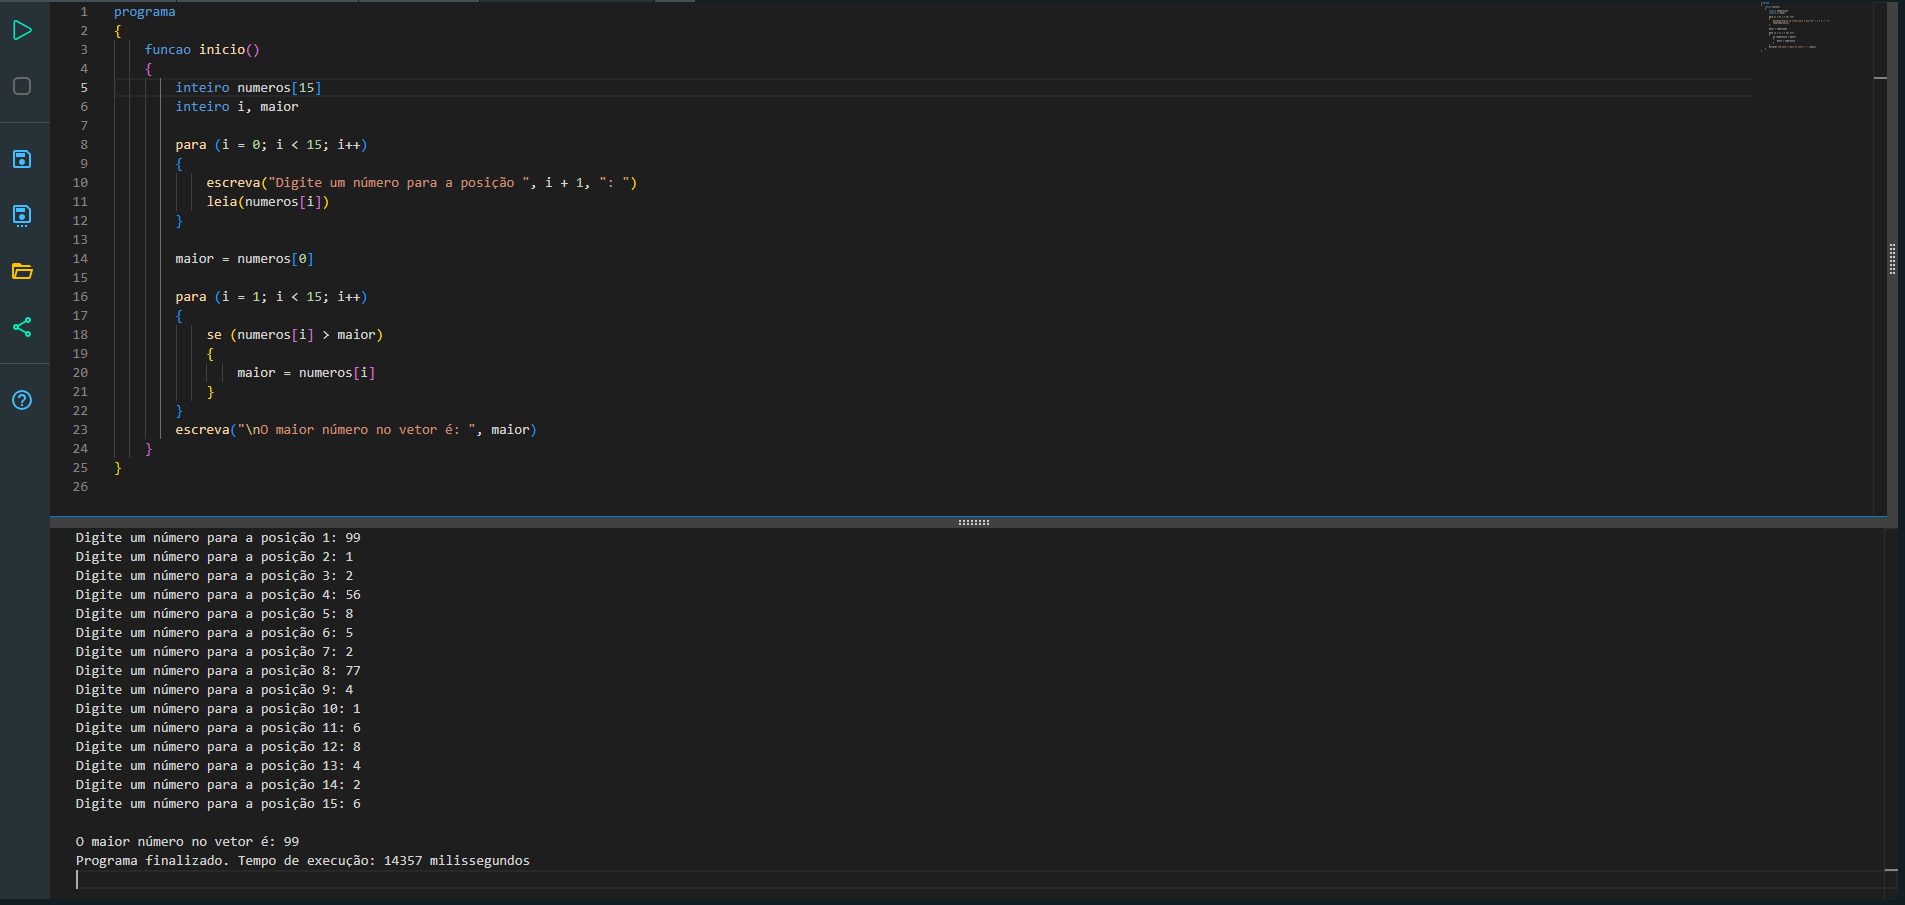 1 programa
2 {
3 funcao inicio()
4 {
5 inteiro numeros[15]
6 inteiro i, maior
7
8 para (i = 0; i < 15; i++)
9 {
10 escreva("Digite um número para a posição ", i + 1, ": ")
11 leia(numeros[i])
12 }
13
14 maior = numeros[0]
15
16 para (i = 1; i < 15; i++)
17 {
18 se (numeros[i] > maior)
19 {
20 maior = numeros[i]
21 }
22 }
23 escreva("\nO maior número no vetor é: ", maior)
24 }
25 }
26
Digite um número para a posição 1: 99
Digite um número para a posição 2: 1
Digite um número para a posição 3: 2
Digite um número para a posição 4: 56
Digite um número para a posição 5: 8
Digite um número para a posição 6: 5
Digite um número para a posição 7: 2
Digite um número para a posição 8: 77
Digite um número para a posição 9: 4
Digite um número para a posição 10: 1
Digite um número para a posição 11: 6
Digite um número para a posição 12: 8
Digite um número para a posição 13: 4
Digite um número para a posição 14: 2
Digite um número para a posição 15: 6
O maior número no vetor é: 99
Programa finalizado. Tempo de execução: 14357 milissegundos